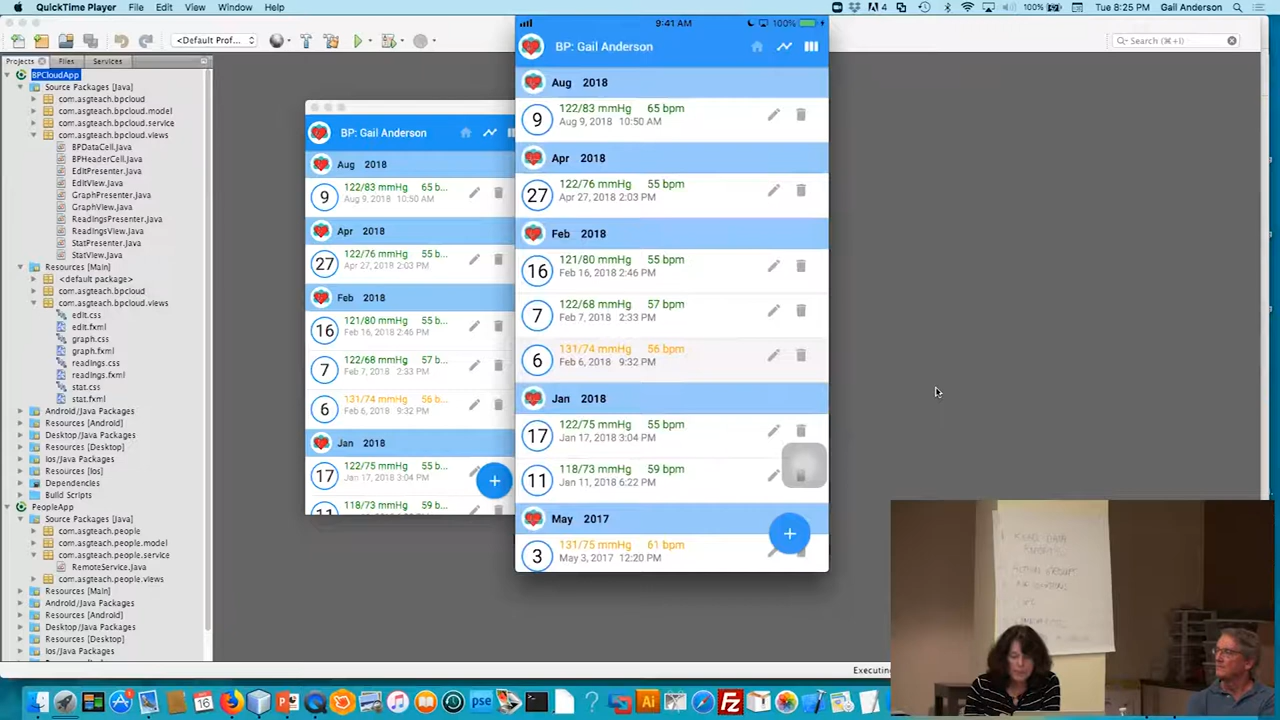 QuickTime Player File Edit View Window Help
4 100% Tue 8:25 PM Gail Anderson
<Default Prof...
Search (⌘+I)
Projects Files Services
BPCloudApp
Source Packages [Java]
com.asgteach.bpcloud
com.asgteach.bpcloud.model
com.asgteach.bpcloud.service
com.asgteach.bpcloud.views
BPDataCell.java
BPHeaderCell.java
EditPresenter.java
EditView.java
GraphPresenter.java
GraphView.java
ReadingsPresenter.java
ReadingsView.java
StatPresenter.java
StatView.java
Resources [Main]
<default package>
com.asgteach.bpcloud
com.asgteach.bpcloud.views
edit.css
edit.fxml
graph.css
graph.fxml
readings.css
readings.fxml
stat.css
stat.fxml
Android/Java Packages
Resources [Android]
Desktop/Java Packages
Resources [Desktop]
Ios/Java Packages
Resources [Ios]
Dependencies
Build Scripts
PeopleApp
Source Packages [Java]
com.asgteach.people
com.asgteach.people.model
com.asgteach.people.service
RemoteService.java
com.asgteach.people.views
Resources [Main]
Android/Java Packages
Resources [Android]
Desktop/Java Packages
Resources [Desktop]
Ios/Java Packages
BP: Gail Anderson
Aug 2018
9 122/83 mmHg 65 b...
Aug 9, 2018 10:50 AM
Apr 2018
27 122/76 mmHg 55 b...
Apr 27, 2018 2:03 PM
Feb 2018
16 121/80 mmHg 55 b...
Feb 16, 2018 2:46 PM
7 122/68 mmHg 57 b...
Feb 7, 2018 2:33 PM
6 131/74 mmHg 56 b...
Feb 6, 2018 9:32 PM
Jan 2018
17 122/75 mmHg 55 b...
Jan 17, 2018 3:04 PM
11 118/73 mmHg 59 b...
9:41 AM 100%
BP: Gail Anderson
Aug 2018
9 122/83 mmHg 65 bpm
Aug 9, 2018 10:50 AM
Apr 2018
27 122/76 mmHg 55 bpm
Apr 27, 2018 2:03 PM
Feb 2018
16 121/80 mmHg 55 bpm
Feb 16, 2018 2:46 PM
7 122/68 mmHg 57 bpm
Feb 7, 2018 2:33 PM
6 131/74 mmHg 56 bpm
Feb 6, 2018 9:32 PM
Jan 2018
17 122/75 mmHg 55 bpm
Jan 17, 2018 3:04 PM
11 118/73 mmHg 59 bpm
Jan 11, 2018 6:22 PM
May 2017
3 131/75 mmHg 61 bpm
May 3, 2017 12:20 PM
Executing
16
pse
Ai
FZ